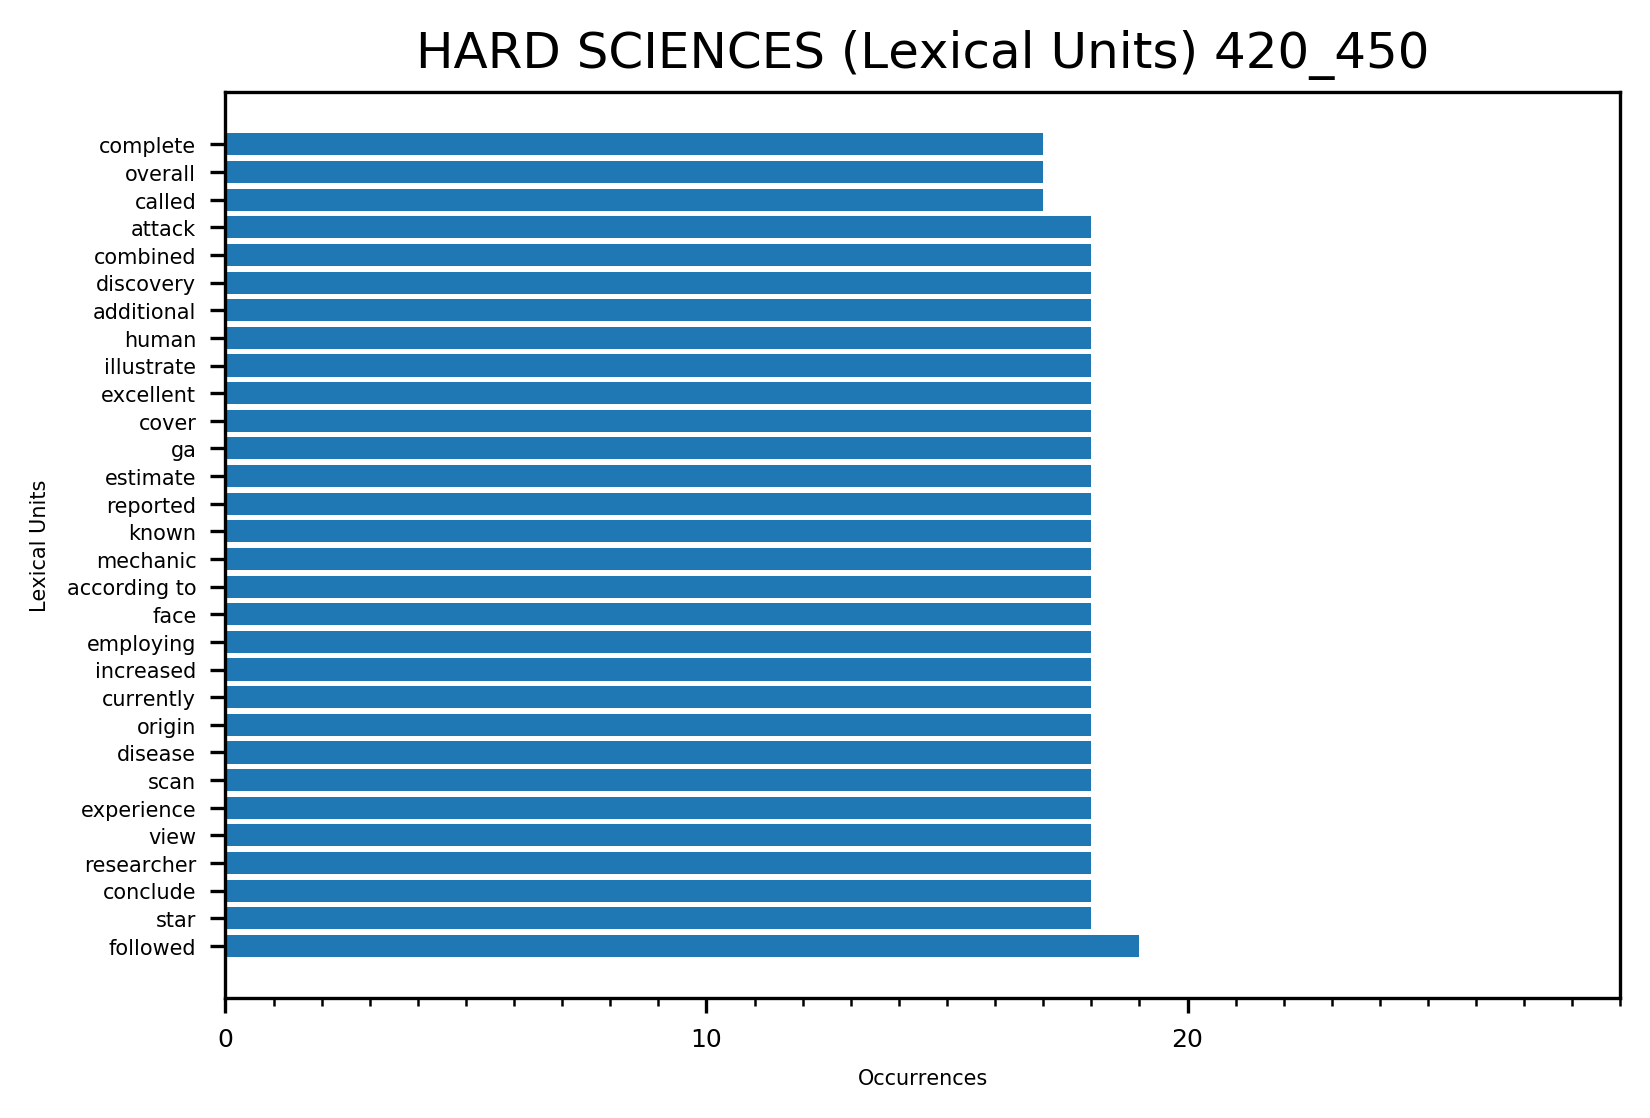 HARD SCIENCES (Lexical Units) 420_450
complete
overall
called
attack
combined
discovery
additional
human
illustrate
excellent
cover
ga
estimate
reported
known
mechanic
according to
face
employing
increased
currently
origin
disease
scan
experience
view
researcher
conclude
star
followed
Lexical Units
0 10 20
Occurrences